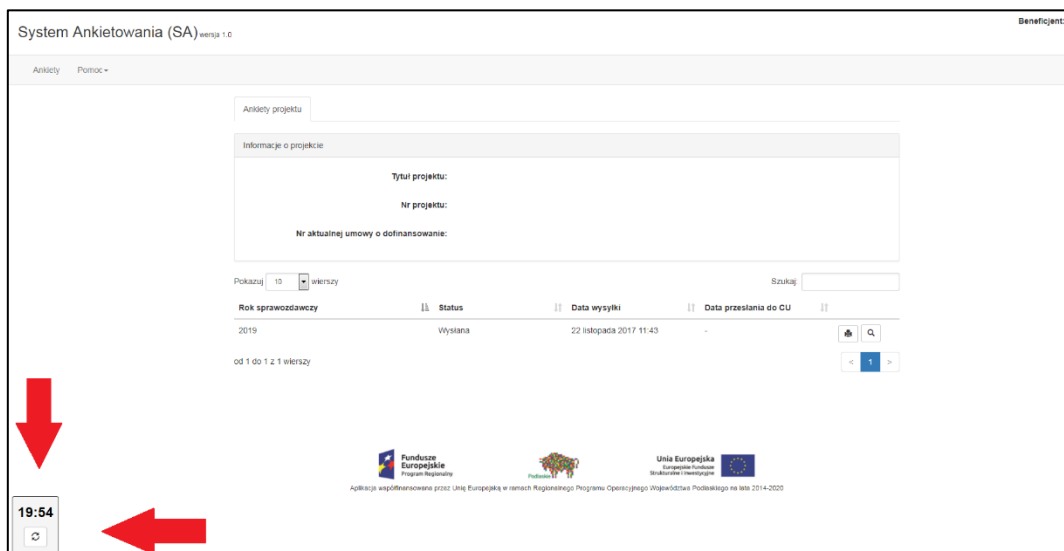 System Ankietowania (SA) wersja 1.0
Beneficjent:
Ankiety Pomoc
Ankiety projektu
Informacje o projekcie
Tytuł projektu:
Nr projektu:
Nr aktualnej umowy o dofinansowanie:
Pokazuj 10 wierszy Szukaj:
Rok sprawozdawczy Status Data wysyłki Data przesłania do CU
2019 Wysłana 22 listopada 2017 11:43 -
od 1 do 1 z 1 wierszy < 1 >
Fundusze
Europejskie
Program Regionalny
Podlaskie
Unia Europejska
Europejskie Fundusze
Strukturalne i Inwestycyjne
Aplikacja współfinansowana przez Unię Europejską w ramach Regionalnego Programu Operacyjnego Województwa Podlaskiego na lata 2014-2020
19:54